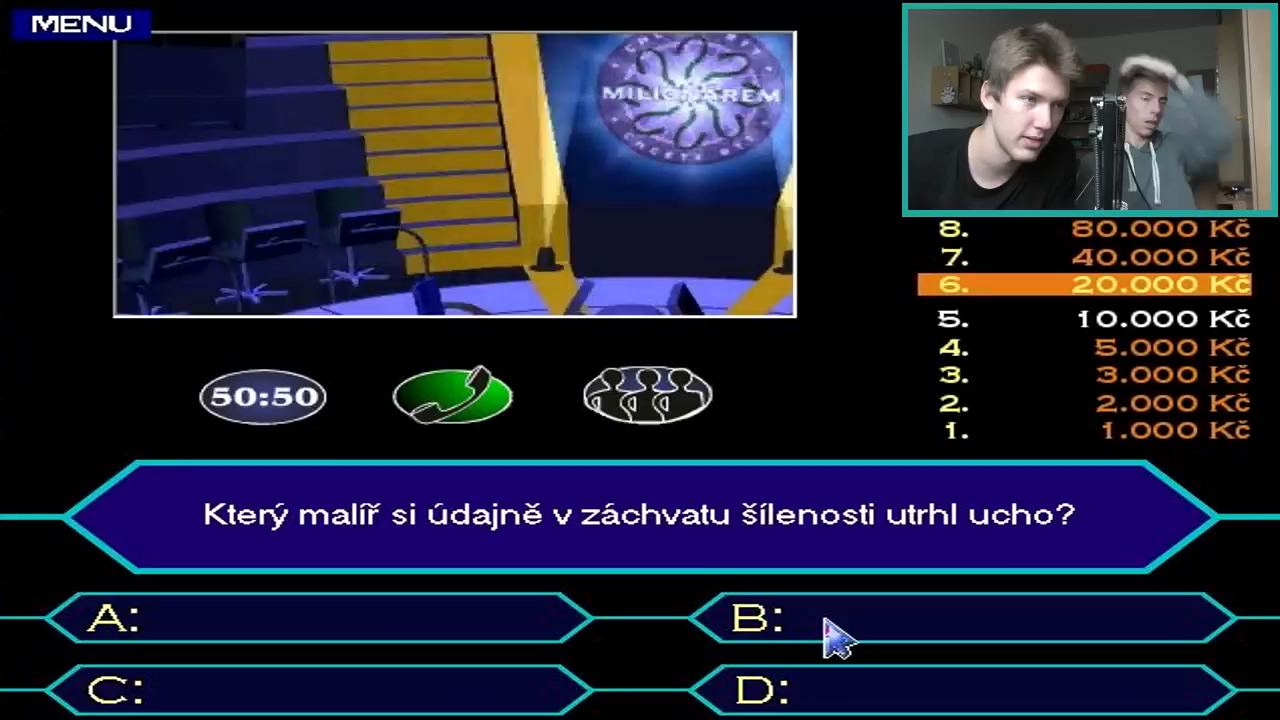 MENU
MILIONÁŘEM
8. 80.000 Kč
7. 40.000 Kč
6. 20.000 Kč
5. 10.000 Kč
4. 5.000 Kč
3. 3.000 Kč
2. 2.000 Kč
1. 1.000 Kč
50:50
Který malíř si údajně v záchvatu šílenosti utrhl ucho?
A:
B:
C:
D: